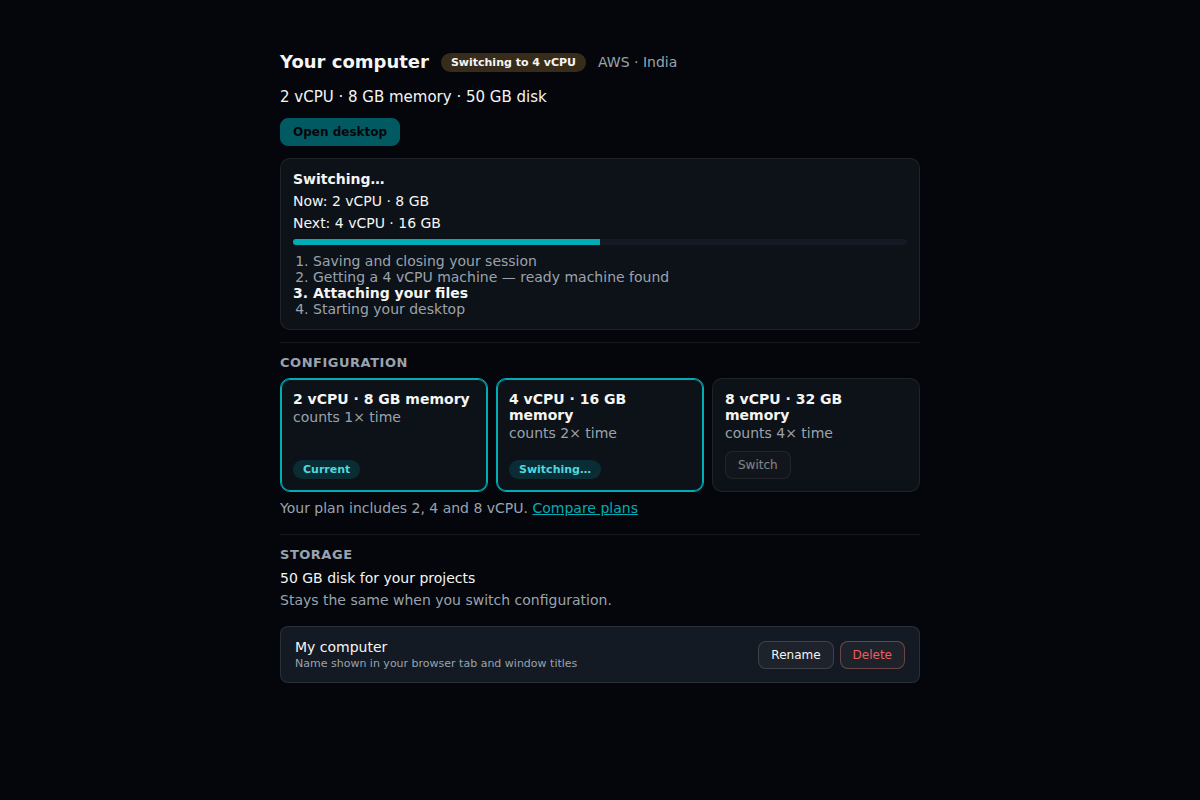 Your computer
Switching to 4 vCPU
AWS · India
2 vCPU · 8 GB memory · 50 GB disk
Open desktop
Switching…
Now: 2 vCPU · 8 GB
Next: 4 vCPU · 16 GB
1. Saving and closing your session
2. Getting a 4 vCPU machine — ready machine found
3. Attaching your files
4. Starting your desktop
CONFIGURATION
2 vCPU · 8 GB memory
counts 1× time
Current
4 vCPU · 16 GB
memory
counts 2× time
Switching…
8 vCPU · 32 GB
memory
counts 4× time
Switch
Your plan includes 2, 4 and 8 vCPU. Compare plans
STORAGE
50 GB disk for your projects
Stays the same when you switch configuration.
My computer
Name shown in your browser tab and window titles
Rename
Delete